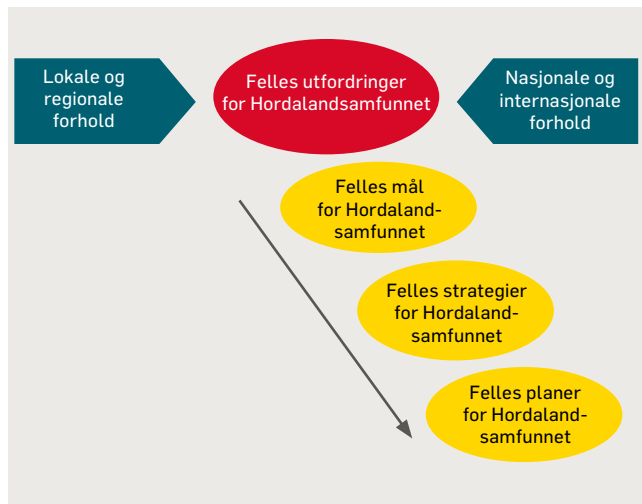 Lokale og
regionale
forhold
Felles utfordringer
for Hordalandsamfunnet
Nasjonale og
internasjonale
forhold
Felles mål
for Hordaland-
samfunnet
Felles strategier
for Hordaland-
samfunnet
Felles planer
for Hordaland-
samfunnet